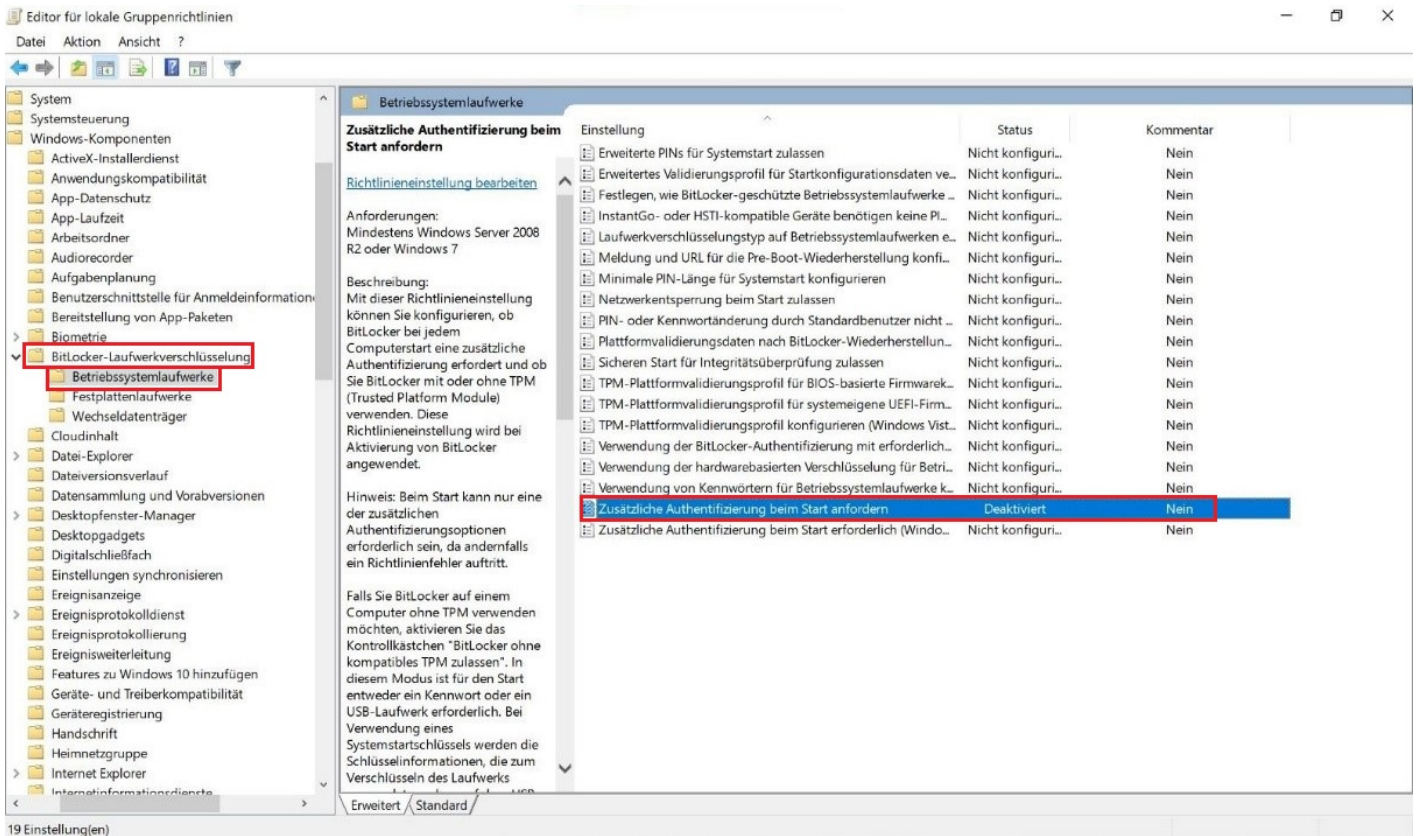 Editor für lokale Gruppenrichtlinien
Datei Aktion Ansicht ?
System
Systemsteuerung
Windows-Komponenten
ActiveX-Installerdienst
Anwendungskompatibilität
App-Datenschutz
App-Laufzeit
Arbeitsordner
Audiorecorder
Aufgabenplanung
Benutzerschnittstelle für Anmeldeinformation
Bereitstellung von App-Paketen
Biometrie
BitLocker-Laufwerkverschlüsselung
Betriebssystemlaufwerke
Festplattenlaufwerke
Wechseldatenträger
Cloudinhalt
Datei-Explorer
Dateiversionsverlauf
Datensammlung und Vorabversionen
Desktopfenster-Manager
Desktopgadgets
Digitalschließfach
Einstellungen synchronisieren
Ereignisanzeige
Ereignisprotokolldienst
Ereignisprotokollierung
Ereignisweiterleitung
Features zu Windows 10 hinzufügen
Geräte- und Treiberkompatibilität
Geräteregistrierung
Handschrift
Heimnetzgruppe
Internet Explorer
Internetinformationsdienste
Betriebssystemlaufwerke
Zusätzliche Authentifizierung beim
Start anfordern
Richtlinieneinstellung bearbeiten
Anforderungen:
Mindestens Windows Server 2008
R2 oder Windows 7
Beschreibung:
Mit dieser Richtlinieneinstellung
können Sie konfigurieren, ob
BitLocker bei jedem
Computerstart eine zusätzliche
Authentifizierung erfordert und ob
Sie BitLocker mit oder ohne TPM
(Trusted Platform Module)
verwenden. Diese
Richtlinieneinstellung wird bei
Aktivierung von BitLocker
angewendet.
Hinweis: Beim Start kann nur eine
der zusätzlichen
Authentifizierungsoptionen
erforderlich sein, da andernfalls
ein Richtlinienfehler auftritt.
Falls Sie BitLocker auf einem
Computer ohne TPM verwenden
möchten, aktivieren Sie das
Kontrollkästchen "BitLocker ohne
kompatibles TPM zulassen". In
diesem Modus ist für den Start
entweder ein Kennwort oder ein
USB-Laufwerk erforderlich. Bei
Verwendung eines
Systemstartschlüssels werden die
Schlüsselinformationen, die zum
Verschlüsseln des Laufwerks
Einstellung Status Kommentar
Erweiterte PINs für Systemstart zulassen Nicht konfiguri... Nein
Erweitertes Validierungsprofil für Startkonfigurationsdaten ve... Nicht konfiguri... Nein
Festlegen, wie BitLocker-geschützte Betriebssystemlaufwerke ... Nicht konfiguri... Nein
InstantGo- oder HSTI-kompatible Geräte benötigen keine PI... Nicht konfiguri... Nein
Laufwerkverschlüsselungstyp auf Betriebssystemlaufwerken e... Nicht konfiguri... Nein
Meldung und URL für die Pre-Boot-Wiederherstellung konfi... Nicht konfiguri... Nein
Minimale PIN-Länge für Systemstart konfigurieren Nicht konfiguri... Nein
Netzwerkentsperrung beim Start zulassen Nicht konfiguri... Nein
PIN- oder Kennwortänderung durch Standardbenutzer nicht ... Nicht konfiguri... Nein
Plattformvalidierungsdaten nach BitLocker-Wiederherstellun... Nicht konfiguri... Nein
Sicheren Start für Integritätsüberprüfung zulassen Nicht konfiguri... Nein
TPM-Plattformvalidierungsprofil für BIOS-basierte Firmwarek... Nicht konfiguri... Nein
TPM-Plattformvalidierungsprofil für systemeigene UEFI-Firm... Nicht konfiguri... Nein
TPM-Plattformvalidierungsprofil konfigurieren (Windows Vist... Nicht konfiguri... Nein
Verwendung der BitLocker-Authentifizierung mit erforderlich... Nicht konfiguri... Nein
Verwendung der hardwarebasierten Verschlüsselung für Betri... Nicht konfiguri... Nein
Verwendung von Kennwörtern für Betriebssystemlaufwerke k... Nicht konfiguri... Nein
Zusätzliche Authentifizierung beim Start anfordern Deaktiviert Nein
Zusätzliche Authentifizierung beim Start erforderlich (Windo... Nicht konfiguri... Nein
Erweitert Standard
19 Einstellung(en)